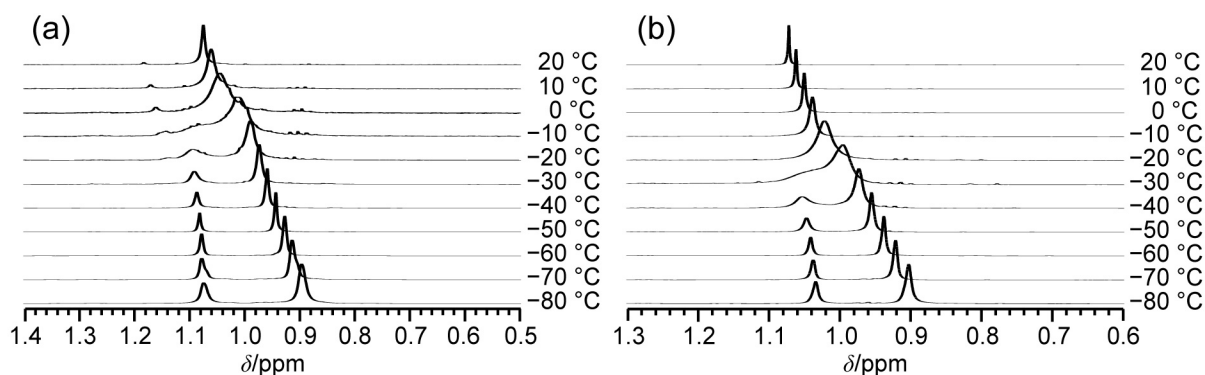 (a)
20 °C
10 °C
0 °C
−10 °C
−20 °C
−30 °C
−40 °C
−50 °C
−60 °C
−70 °C
−80 °C
1.4 1.3 1.2 1.1 1.0 0.9 0.8 0.7 0.6 0.5
δ/ppm
(b)
20 °C
10 °C
0 °C
−10 °C
−20 °C
−30 °C
−40 °C
−50 °C
−60 °C
−70 °C
−80 °C
1.3 1.2 1.1 1.0 0.9 0.8 0.7 0.6
δ/ppm